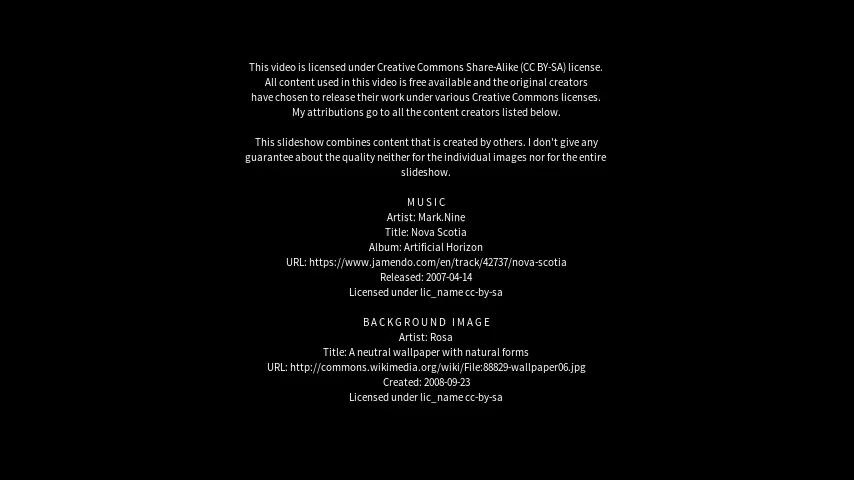 This video is licensed under Creative Commons Share-Alike (CC BY-SA) license.
All content used in this video is free available and the original creators
have chosen to release their work under various Creative Commons licenses.
My attributions go to all the content creators listed below.
This slideshow combines content that is created by others. I don't give any
guarantee about the quality neither for the individual images nor for the entire
slideshow.
MUSIC
Artist: Mark.Nine
Title: Nova Scotia
Album: Artificial Horizon
URL: https://www.jamendo.com/en/track/42737/nova-scotia
Released: 2007-04-14
Licensed under lic_name cc-by-sa
BACKGROUND IMAGE
Artist: Rosa
Title: A neutral wallpaper with natural forms
URL: http://commons.wikimedia.org/wiki/File:88829-wallpaper06.jpg
Created: 2008-09-23
Licensed under lic_name cc-by-sa